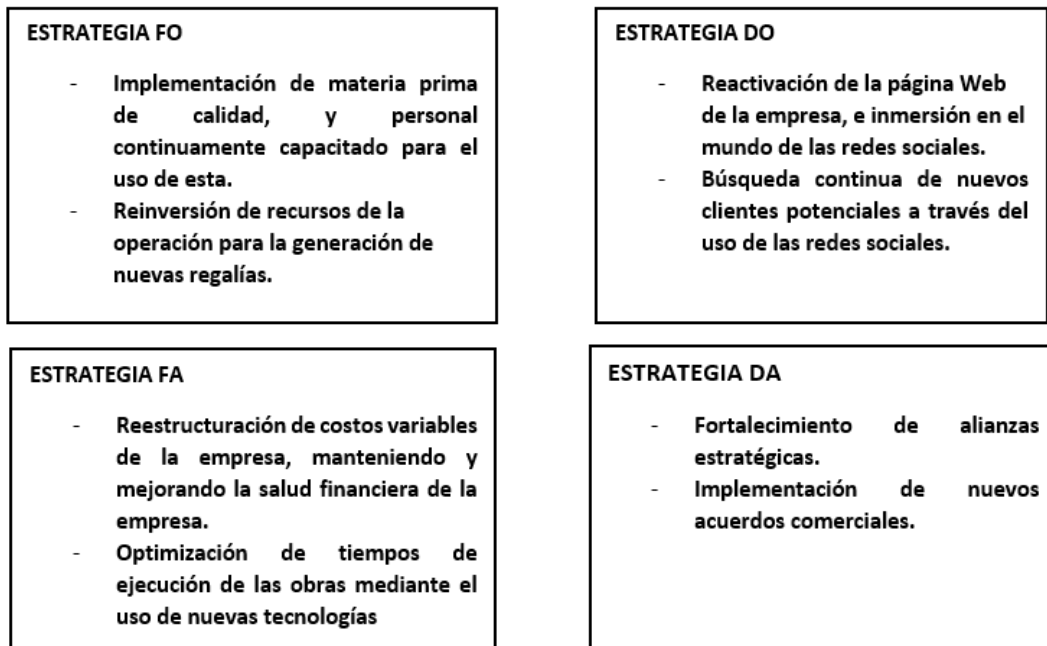 ESTRATEGIA FO
- Implementación de materia prima
de calidad, y personal
continuamente capacitado para el
uso de esta.
- Reinversión de recursos de la
operación para la generación de
nuevas regalías.
ESTRATEGIA DO
- Reactivación de la página Web
de la empresa, e inmersión en el
mundo de las redes sociales.
- Búsqueda continua de nuevos
clientes potenciales a través del
uso de las redes sociales.
ESTRATEGIA FA
- Reestructuración de costos variables
de la empresa, manteniendo y
mejorando la salud financiera de la
empresa.
- Optimización de tiempos de
ejecución de las obras mediante el
uso de nuevas tecnologías
ESTRATEGIA DA
- Fortalecimiento de alianzas
estratégicas.
- Implementación de nuevos
acuerdos comerciales.